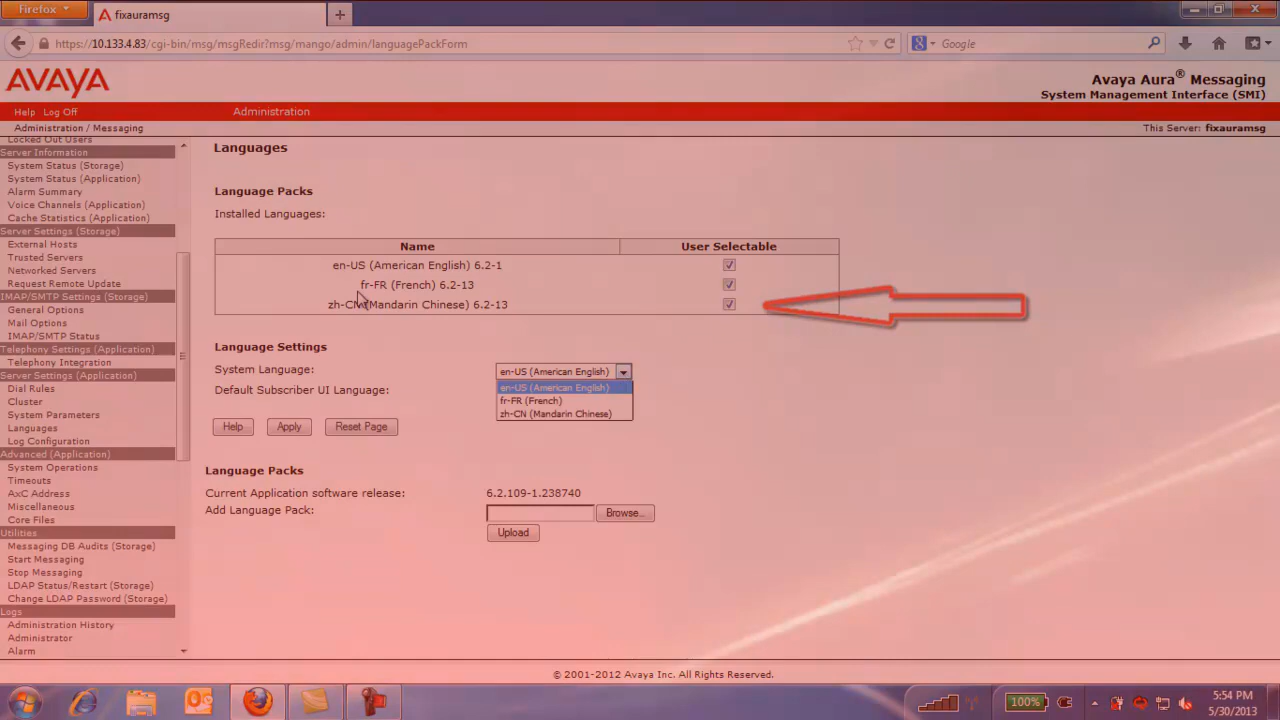 Firefox
fixauramsg
https://10.133.4.83/cgi-bin/msg/msgRedir?msg/mango/admin/languagePackForm
Google
AVAYA
Avaya Aura® Messaging
System Management Interface (SMI)
Help Log Off
Administration
Administration / Messaging
This Server: fixauramsg
Locked Out Users
Server Information
System Status (Storage)
System Status (Application)
Alarm Summary
Voice Channels (Application)
Cache Statistics (Application)
Server Settings (Storage)
External Hosts
Trusted Servers
Networked Servers
Request Remote Update
IMAP/SMTP Settings (Storage)
General Options
Mail Options
IMAP/SMTP Status
Telephony Settings (Application)
Telephony Integration
Server Settings (Application)
Dial Rules
Cluster
System Parameters
Languages
Log Configuration
Advanced (Application)
System Operations
Timeouts
AxC Address
Miscellaneous
Core Files
Utilities
Messaging DB Audits (Storage)
Start Messaging
Stop Messaging
LDAP Status/Restart (Storage)
Change LDAP Password (Storage)
Logs
Administration History
Administrator
Alarm
Languages
Language Packs
Installed Languages:
Name User Selectable
en-US (American English) 6.2-1
fr-FR (French) 6.2-13
zh-CN (Mandarin Chinese) 6.2-13
Language Settings
System Language: en-US (American English)
en-US (American English)
Default Subscriber UI Language:
fr-FR (French)
zh-CN (Mandarin Chinese)
Help Apply Reset Page
Language Packs
Current Application software release: 6.2.109-1.238740
Add Language Pack: Browse...
Upload
© 2001-2012 Avaya Inc. All Rights Reserved.
100%
5:54 PM
5/30/2013